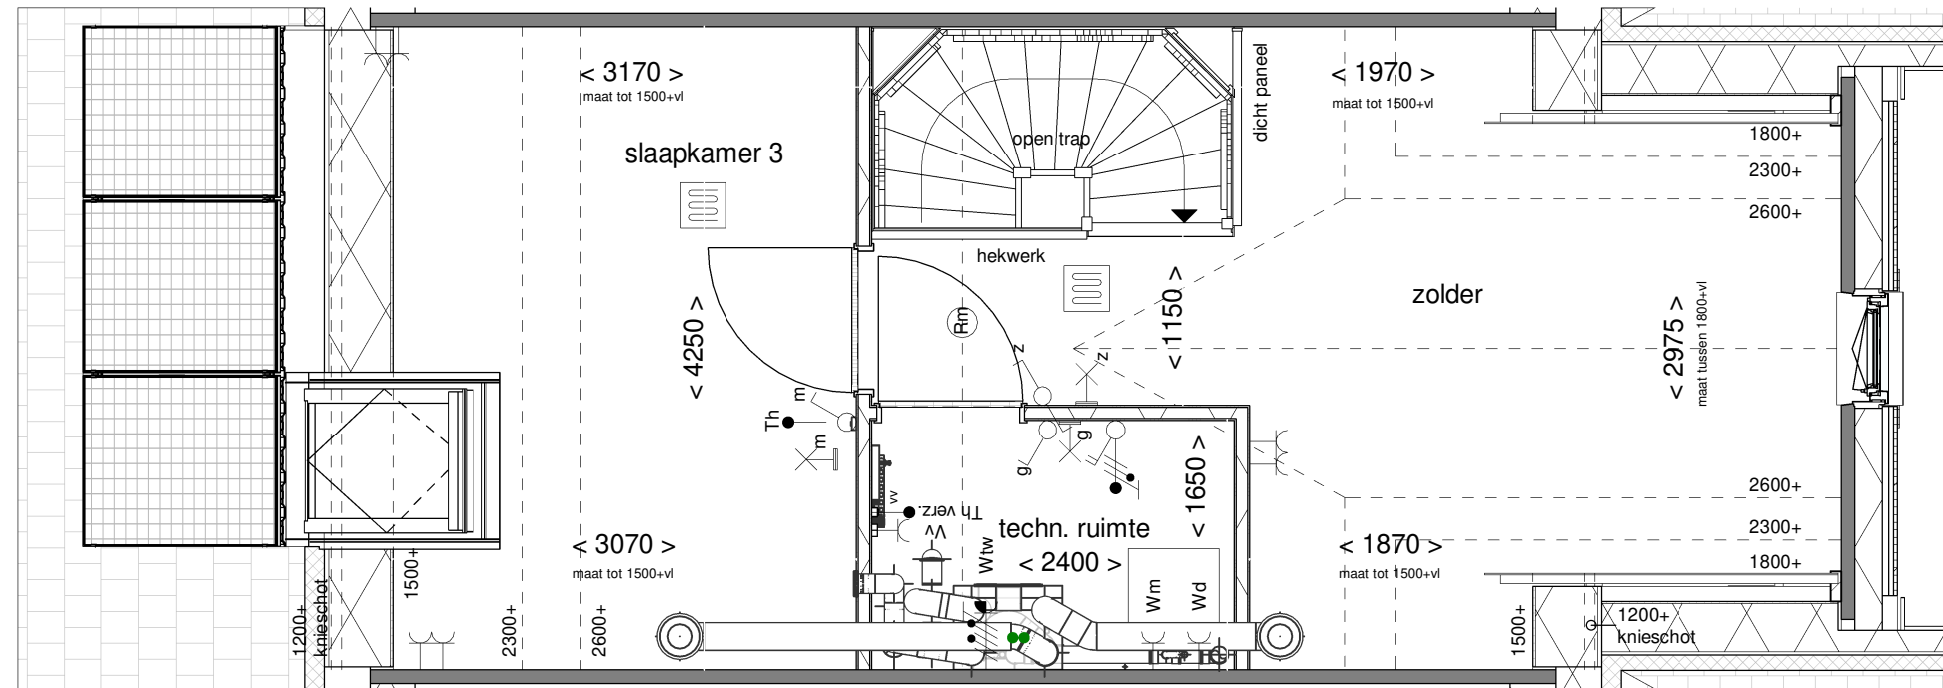 < 3170 >
maat tot 1500+vl
slaapkamer 3
open trap
dicht paneel
< 1970 >
maat tot 1500+vl
1800+
2300+
2600+
hekwerk
zolder
< 4250 >
Rm
z
z
< 1150 >
< 2975 >
maat tussen 1800+vl
Th
m
m
g
g
< 1650 >
vv
Th verz.
Vv
Wtw
techn. ruimte
< 2400 >
Wm
Wd
< 3070 >
maat tot 1500+vl
< 1870 >
maat tot 1500+vl
2600+
2300+
1800+
1200+
knieschot
1500+
2300+
2600+
1500+
1200+
knieschot